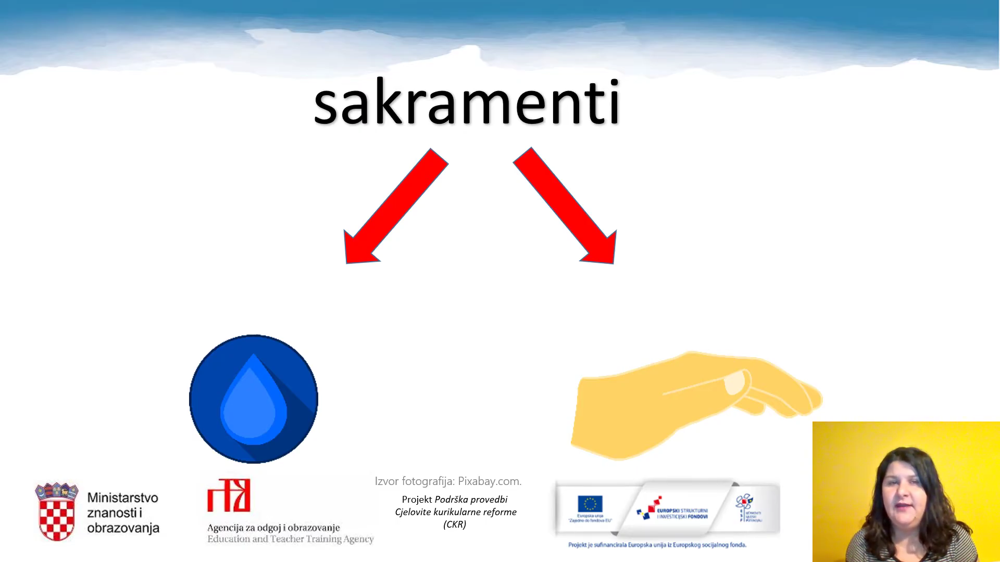 sakramenti
Izvor fotografija: Pixabay.com.
Projekt Podrška provedbi
Cjelovite kurikularne reforme
(CKR)
Ministarstvo
znanosti i
obrazovanja
Agencija za odgoj i obrazovanje
Education and Teacher Training Agency
Europska unija
"Zajedno do fondova EU"
EUROPSKI STRUKTURNI
I INVESTICIJSKI FONDOVI
Projekt je sufinancirala Europska unija iz Europskog socijalnog fonda.